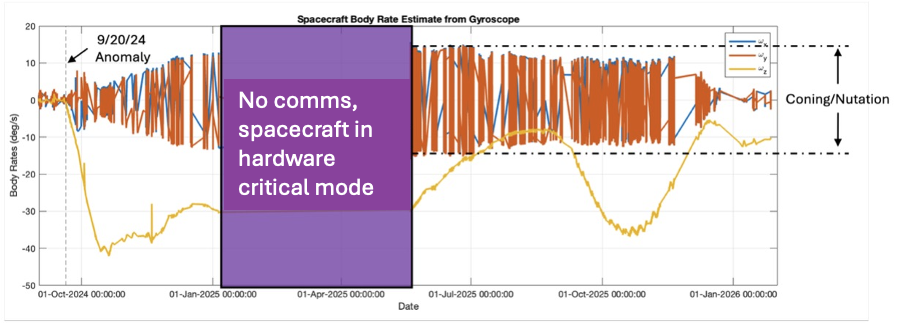 Spacecraft Body Rate Estimate from Gyroscope
9/20/24
Anomaly
20
10
0
-10
-20
-30
-40
-50
Body Rates (deg/s)
No comms,
spacecraft in
hardware
critical mode
ω
ω_y
ω_z
Coning/Nutation
01-Oct-2024 00:00:00
01-Jan-2025 00:00:00
01-Apr-2025 00:00:00
01-Jul-2025 00:00:00
01-Oct-2025 00:00:00
01-Jan-2026 00:00:00
Date